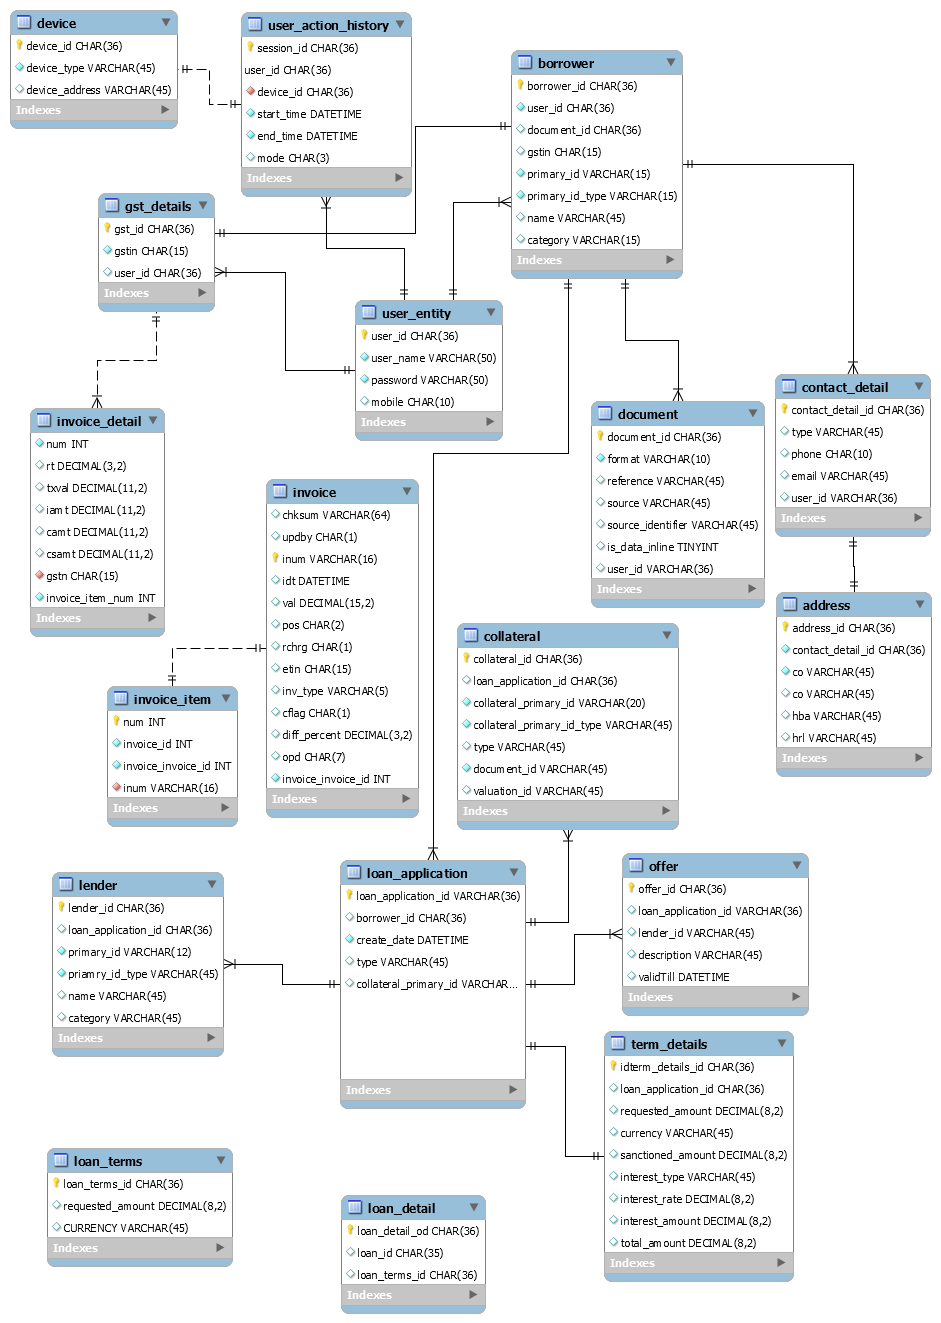 device
device_id CHAR(36)
device_type VARCHAR(45)
device_address VARCHAR(45)
Indexes
user_action_history
session_id CHAR(36)
user_id CHAR(36)
device_id CHAR(36)
start_time DATETIME
end_time DATETIME
mode CHAR(3)
Indexes
borrower
borrower_id CHAR(36)
user_id CHAR(36)
document_id CHAR(36)
gstin CHAR(15)
primary_id VARCHAR(15)
primary_id_type VARCHAR(15)
name VARCHAR(45)
category VARCHAR(15)
Indexes
gst_details
gst_id CHAR(36)
gstin CHAR(15)
user_id CHAR(36)
Indexes
user_entity
user_id CHAR(36)
user_name VARCHAR(50)
password VARCHAR(50)
mobile CHAR(10)
Indexes
contact_detail
contact_detail_id CHAR(36)
type VARCHAR(45)
phone CHAR(10)
email VARCHAR(45)
user_id VARCHAR(36)
Indexes
invoice_detail
num INT
rt DECIMAL(3,2)
txval DECIMAL(11,2)
iamt DECIMAL(11,2)
camt DECIMAL(11,2)
csamt DECIMAL(11,2)
gstn CHAR(15)
invoice_item_num INT
Indexes
document
document_id CHAR(36)
format VARCHAR(10)
reference VARCHAR(45)
source VARCHAR(45)
source_identifier VARCHAR(45)
is_data_inline TINYINT
user_id VARCHAR(36)
Indexes
invoice
chksum VARCHAR(64)
updby CHAR(1)
inum VARCHAR(16)
idt DATETIME
val DECIMAL(15,2)
pos CHAR(2)
rchrg CHAR(1)
etin CHAR(15)
inv_type VARCHAR(5)
cflag CHAR(1)
diff_percent DECIMAL(3,2)
opd CHAR(7)
invoice_invoice_id INT
Indexes
address
address_id CHAR(36)
contact_detail_id CHAR(36)
co VARCHAR(45)
co VARCHAR(45)
hba VARCHAR(45)
hrl VARCHAR(45)
Indexes
collateral
collateral_id CHAR(36)
loan_application_id CHAR(36)
collateral_primary_id VARCHAR(20)
collateral_primary_id_type VARCHAR(45)
type VARCHAR(45)
document_id VARCHAR(45)
valuation_id VARCHAR(45)
Indexes
invoice_item
num INT
invoice_id INT
invoice_invoice_id INT
inum VARCHAR(16)
Indexes
lender
lender_id CHAR(36)
loan_application_id CHAR(36)
primary_id VARCHAR(12)
priamry_id_type VARCHAR(45)
name VARCHAR(45)
category VARCHAR(45)
Indexes
loan_application
loan_application_id VARCHAR(36)
borrower_id CHAR(36)
create_date DATETIME
type VARCHAR(45)
collateral_primary_id VARCHAR...
Indexes
offer
offer_id CHAR(36)
loan_application_id VARCHAR(36)
lender_id VARCHAR(45)
description VARCHAR(45)
validTill DATETIME
Indexes
term_details
idterm_details_id CHAR(36)
loan_application_id CHAR(36)
requested_amount DECIMAL(8,2)
currency VARCHAR(45)
sanctioned_amount DECIMAL(8,2)
interest_type VARCHAR(45)
interest_rate DECIMAL(8,2)
interest_amount DECIMAL(8,2)
total_amount DECIMAL(8,2)
Indexes
loan_terms
loan_terms_id CHAR(36)
requested_amount DECIMAL(8,2)
CURRENCY VARCHAR(45)
Indexes
loan_detail
loan_detail_od CHAR(36)
loan_id CHAR(35)
loan_terms_id CHAR(36)
Indexes